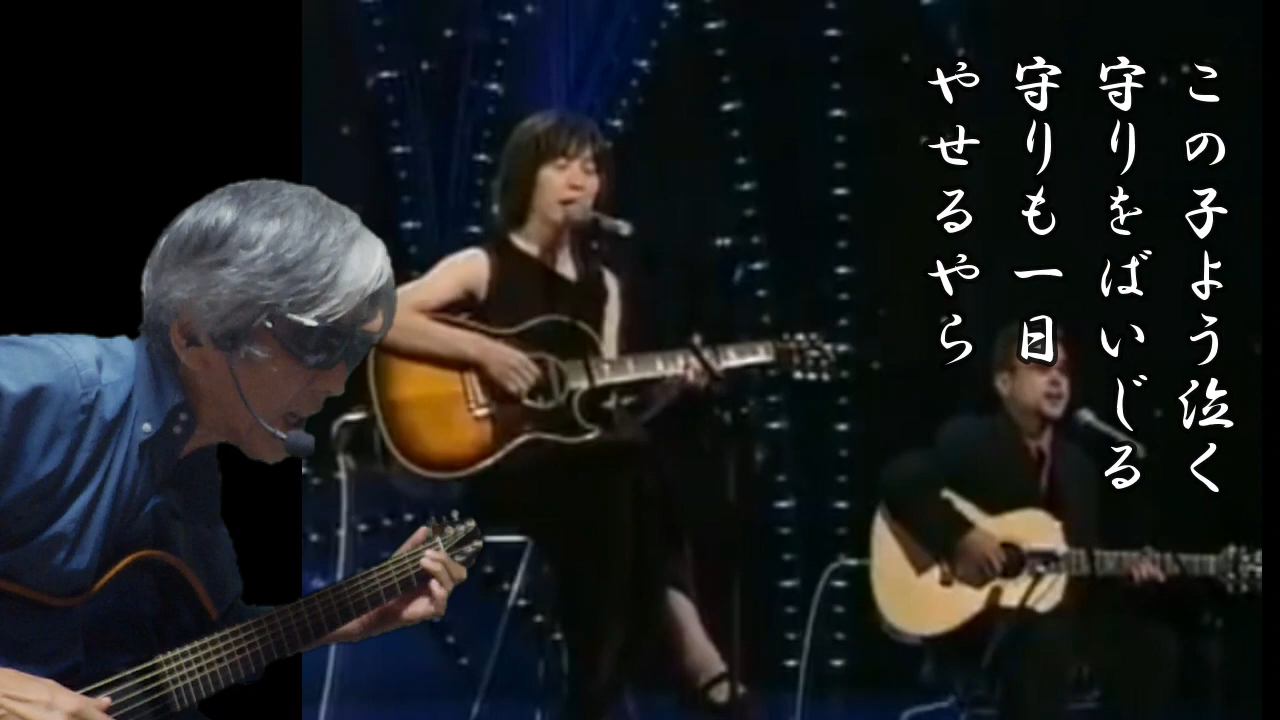 この子よう泣く
守りをばいじる
守りも一日
やせるやら